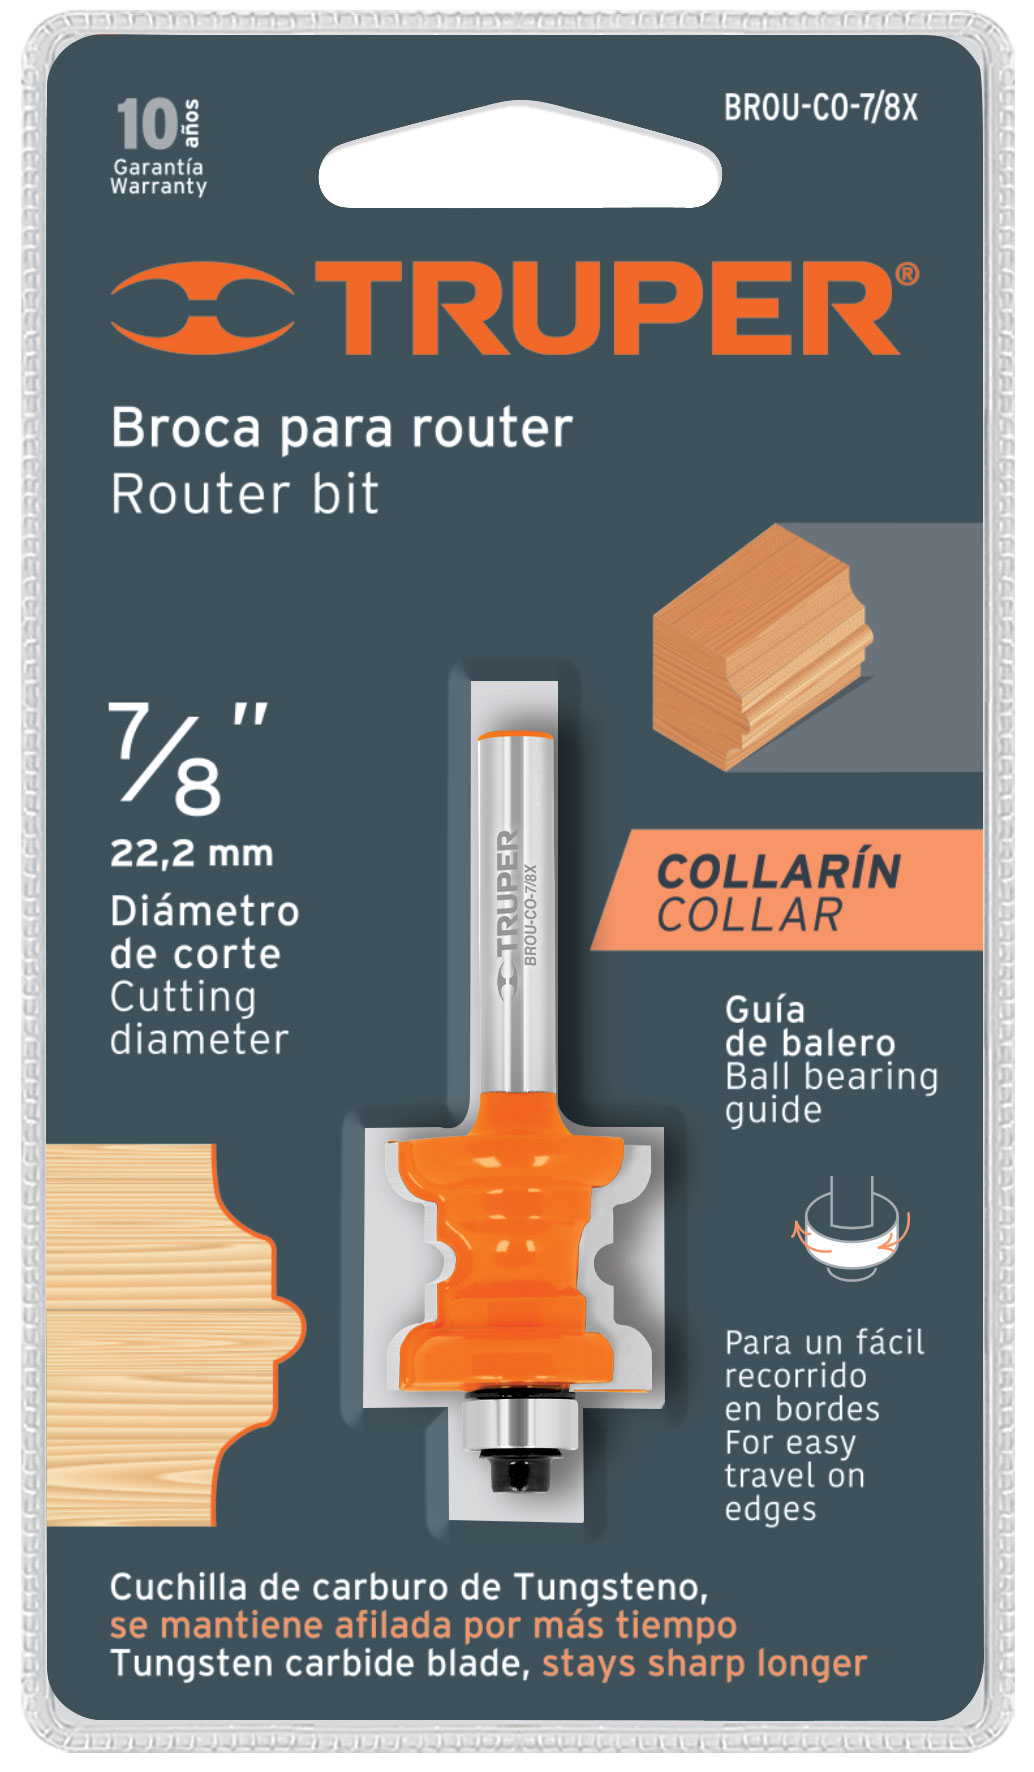 10 años
Garantía
Warranty
BROU-CO-7/8X
TRUPER®
Broca para router
Router bit
7/8"
22,2 mm
Diámetro
de corte
Cutting
diameter
TRUPER
BROU-CO-7/8X
COLLARÍN
COLLAR
Guía
de balero
Ball bearing
guide
Para un fácil
recorrido
en bordes
For easy
travel on
edges
Cuchilla de carburo de Tungsteno,
se mantiene afilada por más tiempo
Tungsten carbide blade, stays sharp longer